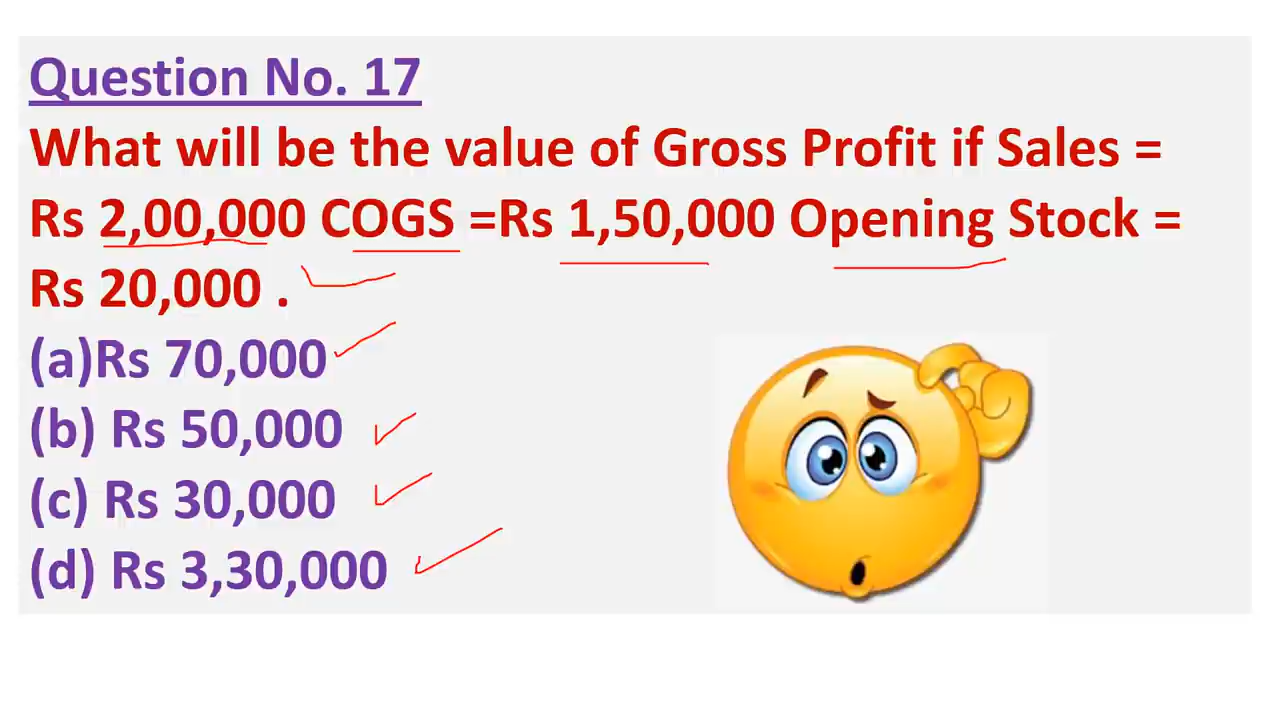 Question No. 17
What will be the value of Gross Profit if Sales =
Rs 2,00,000 COGS =Rs 1,50,000 Opening Stock =
Rs 20,000 .
(a)Rs 70,000
(b) Rs 50,000
(c) Rs 30,000
(d) Rs 3,30,000